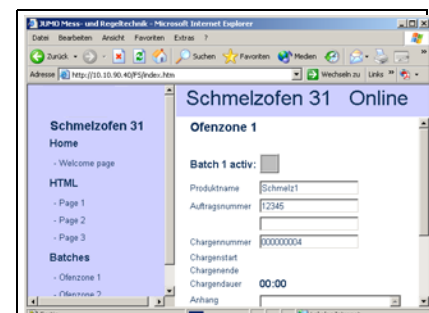 JUMO Mess- und Regeltechnik - Microsoft Internet Explorer
Datei Bearbeiten Ansicht Favoriten Extras ?
Zurück Suchen Favoriten Medien
Adresse http://10.10.90.40/FS/index.htm Wechseln zu Links
Schmelzofen 31 Online
Schmelzofen 31
Home
- Welcome page
HTML
- Page 1
- Page 2
- Page 3
Batches
- Ofenzone 1
- Ofenzone 2
Ofenzone 1
Batch 1 activ:
Produktname Schmelz1
Auftragsnummer 12345
Chargennummer 000000004
Chargenstart
Chargenende
Chargendauer 00:00
Anhang